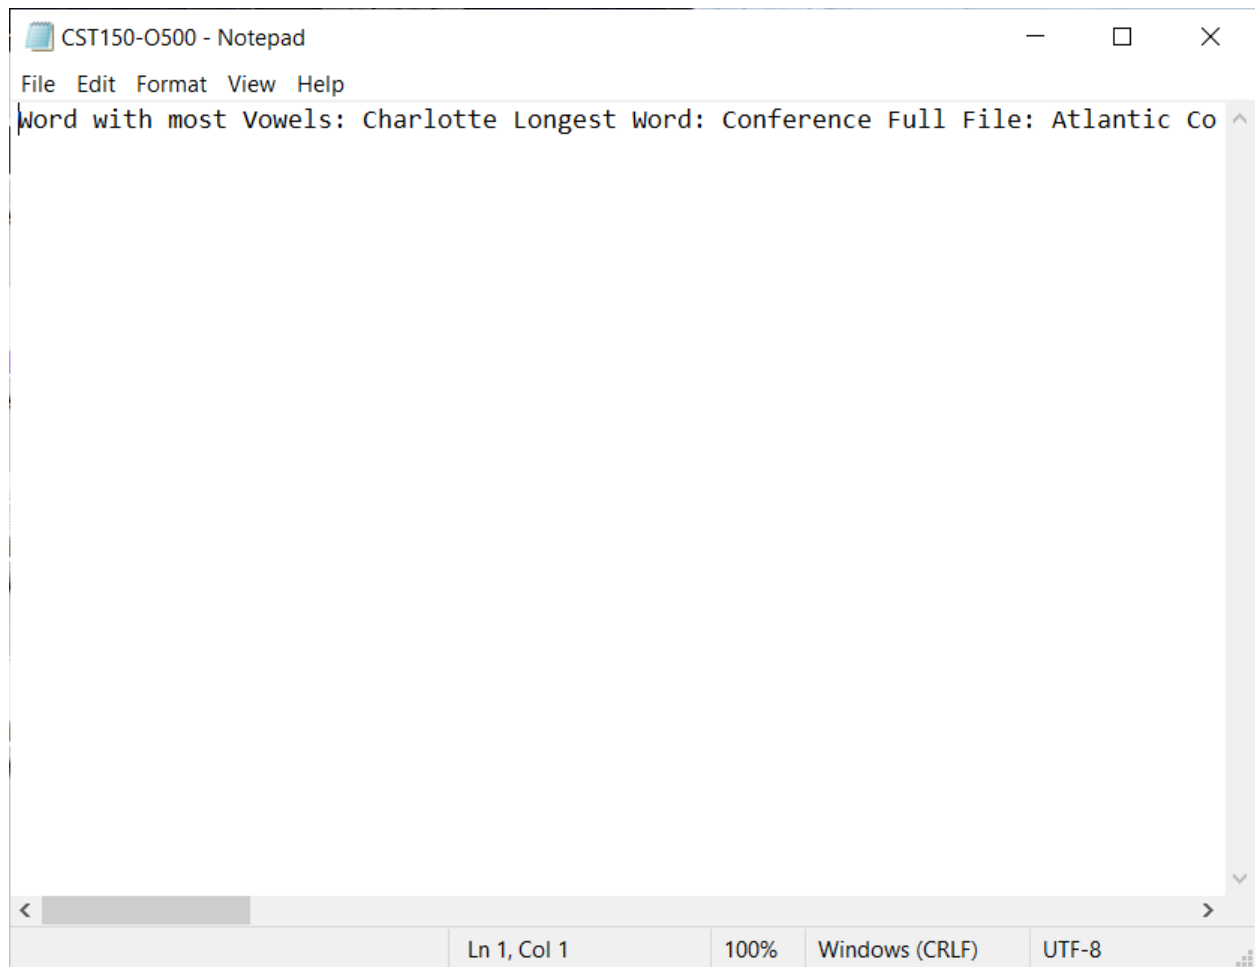 CST150-O500 - Notepad
File Edit Format View Help
Word with most Vowels: Charlotte Longest Word: Conference Full File: Atlantic Co
Ln 1, Col 1 100% Windows (CRLF) UTF-8